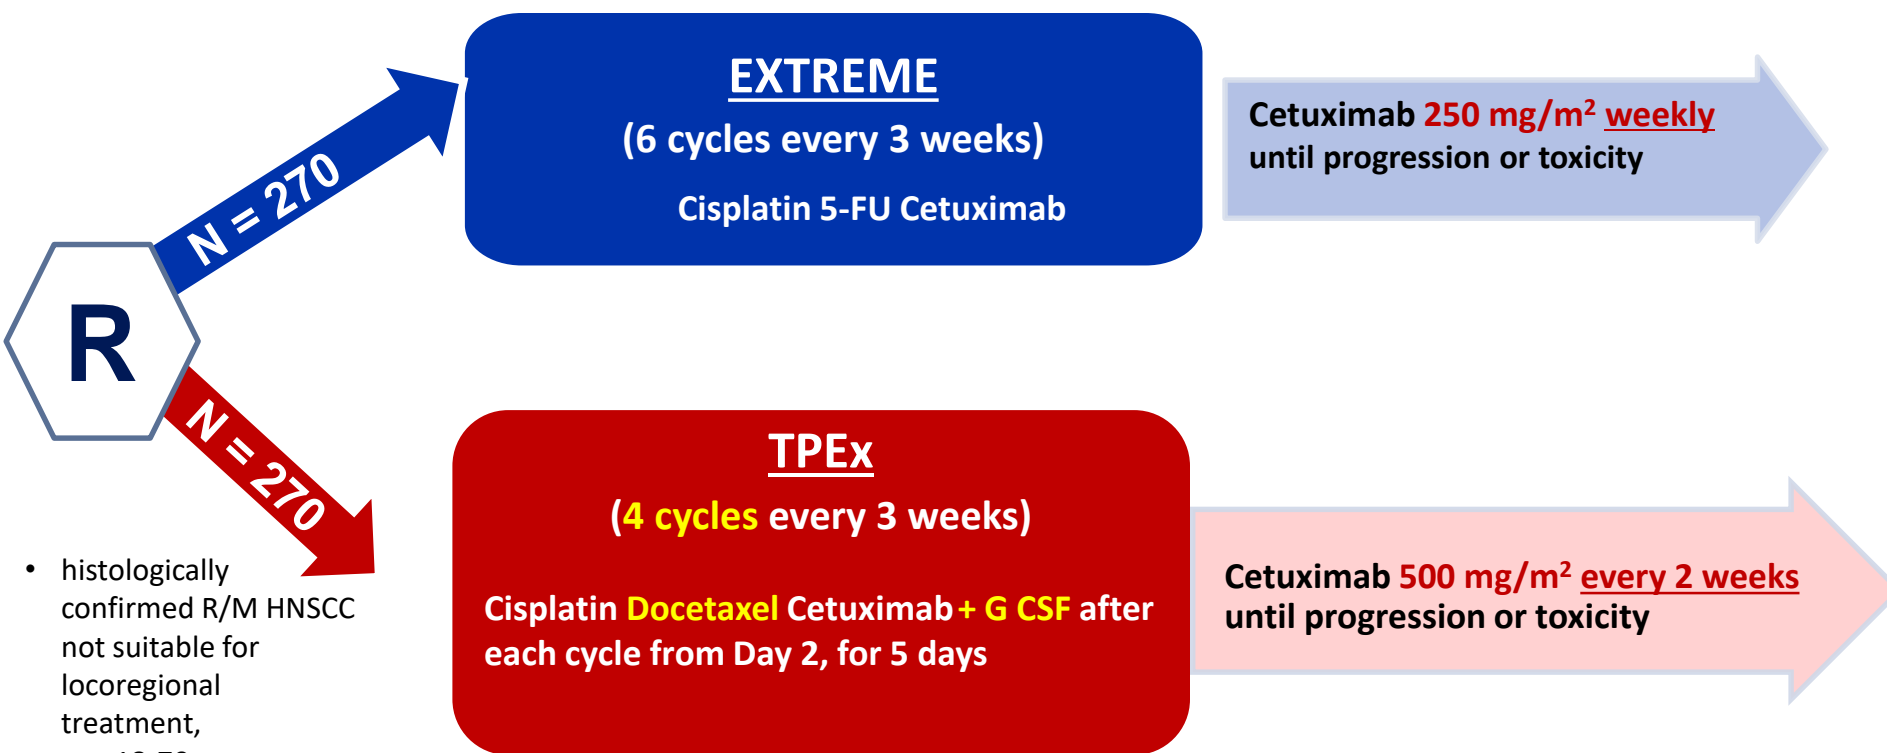 EXTREME
(6 cycles every 3 weeks)
Cisplatin 5-FU Cetuximab
Cetuximab 250 mg/m² weekly
until progression or toxicity
N = 270
R
N = 270
TPEx
(4 cycles every 3 weeks)
Cisplatin Docetaxel Cetuximab + G CSF after
each cycle from Day 2, for 5 days
Cetuximab 500 mg/m² every 2 weeks
until progression or toxicity
• histologically
confirmed R/M HNSCC
not suitable for
locoregional
treatment,